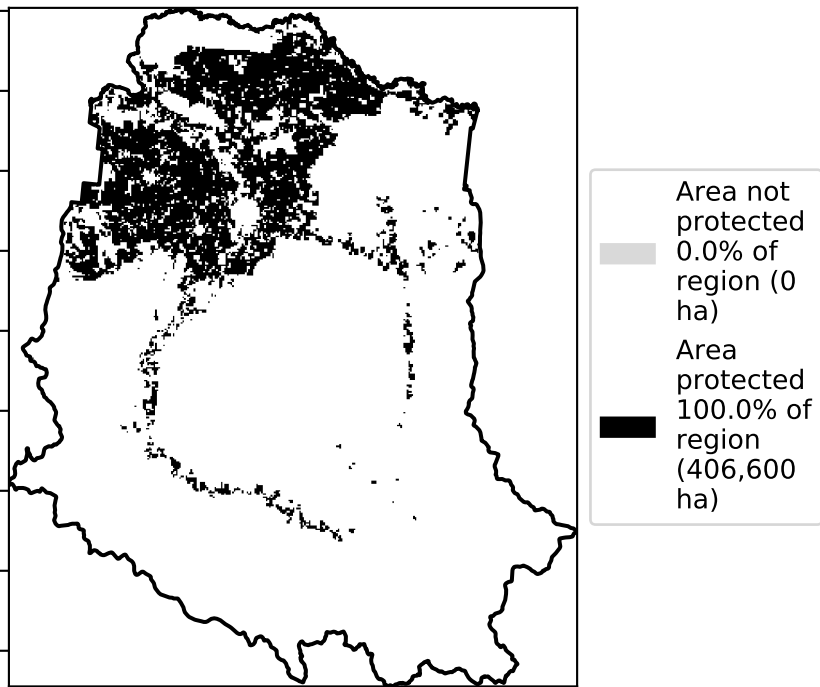 Area not
protected
0.0% of
region (0
ha)
Area
protected
100.0% of
region
(406,600
ha)